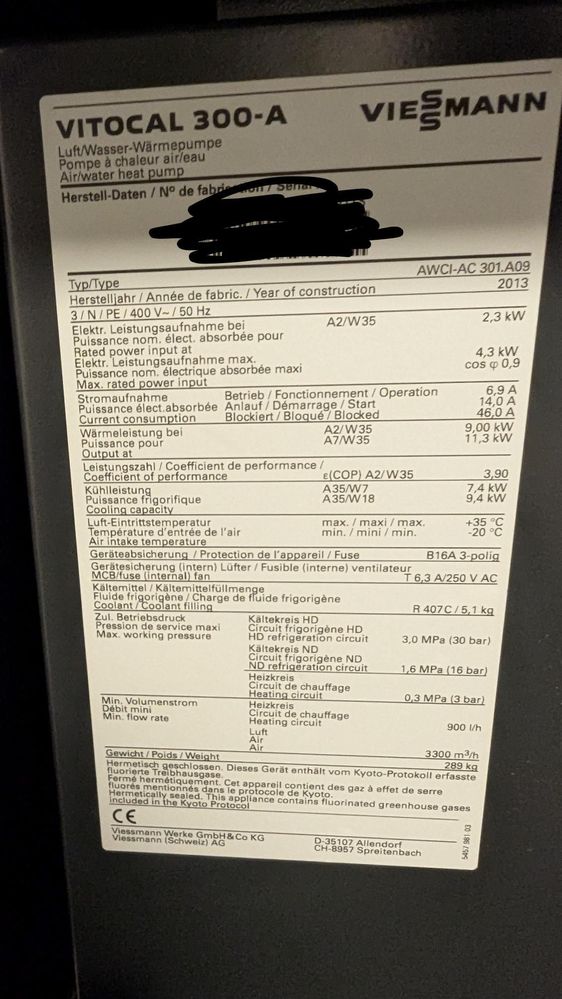 VITOCAL 300-A
VIESSMANN
Luft/Wasser-Wärmepumpe
Pompe à chaleur air/eau
Air/water heat pump
Herstell-Daten / Nº de
Typ/Type AWCI-AC 301.A09
Herstelljahr / Année de fabric. / Year of construction 2013
3 / N / PE / 400 V~ / 50 Hz
Elektr. Leistungsaufnahme bei A2/W35 2,3 kW
Puissance nom. élect. absorbée pour
Rated power input at
Elektr. Leistungsaufnahme max. 4,3 kW
Puissance nom. électrique absorbée maxi cos φ 0,9
Max. rated power input
Stromaufnahme Betrieb / Fonctionnement / Operation 6,9 A
Puissance élect.absorbée Anlauf / Démarrage / Start 14,0 A
Current consumption Blockiert / Bloqué / Blocked 46,0 A
Wärmeleistung bei A2/W35 9,00 kW
Puissance pour A7/W35 11,3 kW
Output at
Leistungszahl / Coefficient de performance /
Coefficient of performance ε(COP) A2/W35 3,90
Kühlleistung A35/W7 7,4 kW
Puissance frigorifique A35/W18 9,4 kW
Cooling capacity
Luft-Eintrittstemperatur max. / maxi / max. +35 °C
Température d'entrée de l'air min. / mini / min. -20 °C
Air intake temperature
Geräteabsicherung / Protection de l'appareil / Fuse B16A 3-polig
Gerätesicherung (intern) Lüfter / Fusible (interne) ventilateur
MCB/fuse (internal) fan T 6,3 A/250 V AC
Kältemittel / Kältemittelfüllmenge
Fluide frigorigène / Charge de fluide frigorigène
Coolant / Coolant filling R 407C / 5,1 kg
Zul. Betriebsdruck Kältekreis HD
Pression de service maxi Circuit frigorigène HD
Max. working pressure HD refrigeration circuit 3,0 MPa (30 bar)
Kältekreis ND
Circuit frigorigène ND
ND refrigeration circuit 1,6 MPa (16 bar)
Heizkreis
Circuit de chauffage
Heating circuit 0,3 MPa (3 bar)
Min. Volumenstrom Heizkreis
Débit mini Circuit de chauffage
Min. flow rate Heating circuit 900 l/h
Luft
Air
Air 3300 m³/h
Gewicht / Poids / Weight 289 kg
Hermetisch geschlossen. Dieses Gerät enthält vom Kyoto-Protokoll erfasste
fluorierte Treibhausgase.
Fermé hermétiquement. Cet appareil contient des gaz à effet de serre
fluorés mentionnés dans le protocole de Kyoto.
Hermetically sealed. This appliance contains fluorinated greenhouse gases
included in the Kyoto Protocol
CE
Viessmann Werke GmbH&Co KG D-35107 Allendorf
Viessmann (Schweiz) AG CH-8957 Spreitenbach
5457 981 03